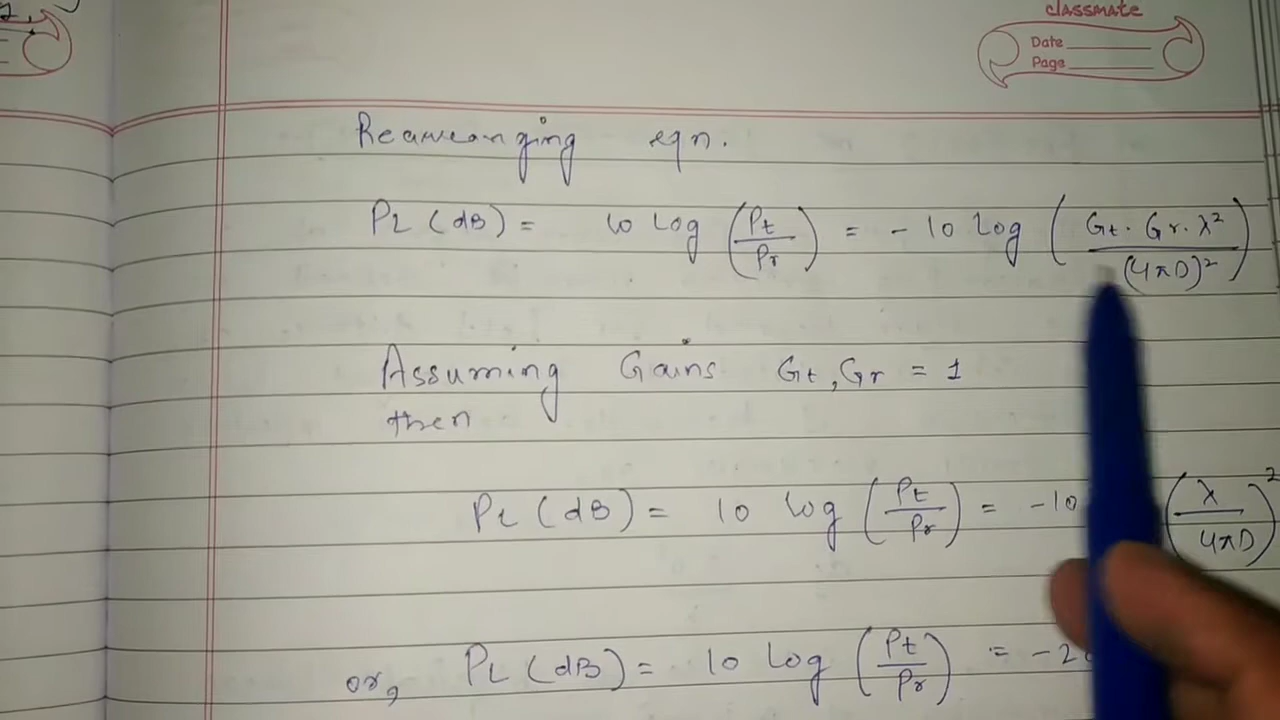 classmate
Date
Page
Rearranging eqn.
PL (dB) = 10 log (Pt/Pr) = -10 log (Gt. Gr. λ²/(4πD)²)
Assuming Gains Gt, Gr = 1
then
PL (dB) = 10 log (Pt/Pr) = -10 (λ/4πD)²
or, PL (dB) = 10 log (Pt/Pr) = -20